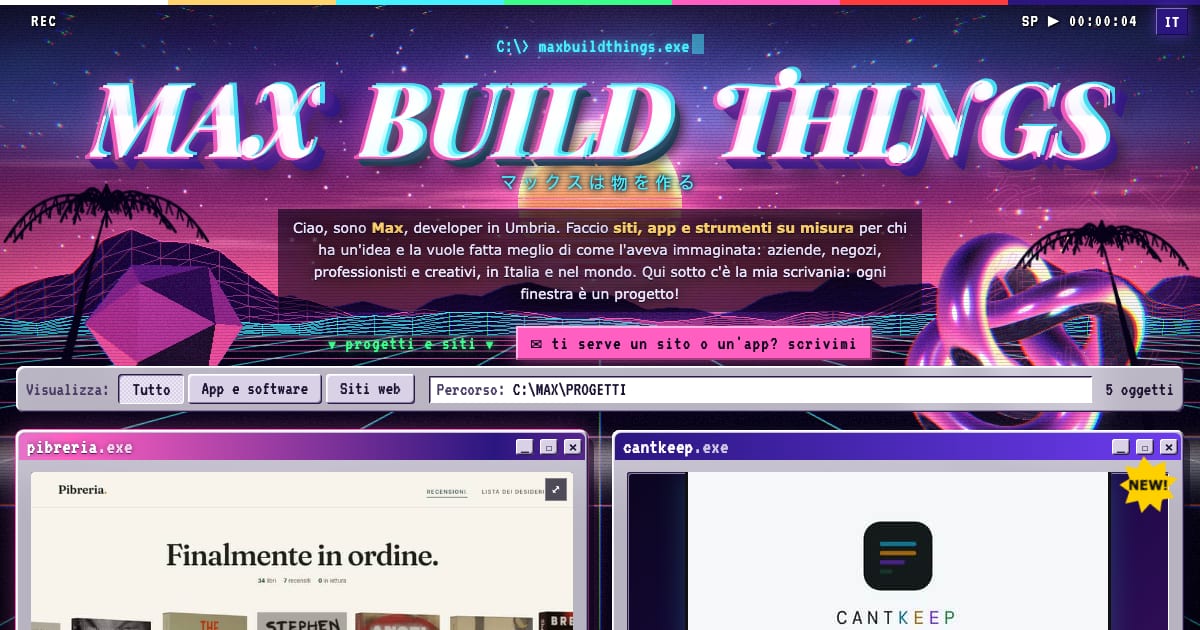 REC
SP ▶ 00:00:04
IT
C:\> maxbuildthings.exe
MAX BUILD THINGS
マックスは物を作る
Ciao, sono Max, developer in Umbria. Faccio siti, app e strumenti su misura per chi
ha un'idea e la vuole fatta meglio di come l'aveva immaginata: aziende, negozi,
professionisti e creativi, in Italia e nel mondo. Qui sotto c'è la mia scrivania: ogni
finestra è un progetto!
▼ progetti e siti ▼
✉ ti serve un sito o un'app? scrivimi
Visualizza: Tutto App e software Siti web Percorso: C:\MAX\PROGETTI 5 oggetti
pibreria.exe
Pibreria.
RECENSIONI LISTA DEI DESIDERI
Finalmente in ordine.
34 libri 7 recensiti 0 in lettura
THE
STEPHEN
BRE
cantkeep.exe
NEW!
CANTKEEP